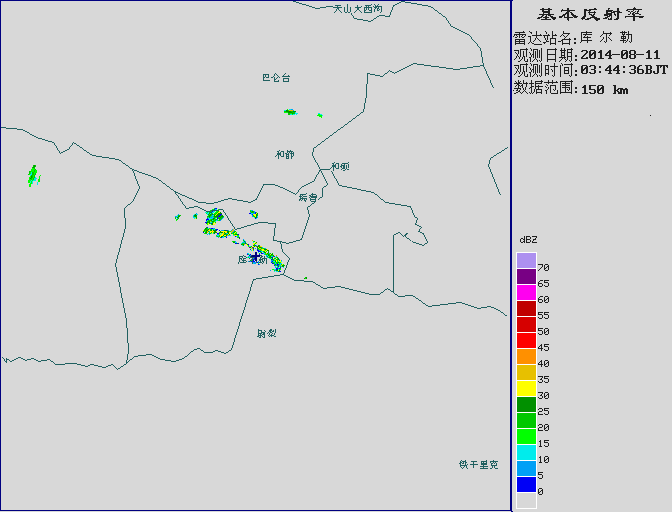 基本反射率
雷达站名:库 尔 勒
观测日期:2014-08-11
观测时间:03:44:36BJT
数据范围:150 km
天山大西沟
巴仑台
和静
和硕
焉耆
尉犁
铁干里克
dBZ
70
65
60
55
50
45
40
35
30
25
20
15
10
5
0